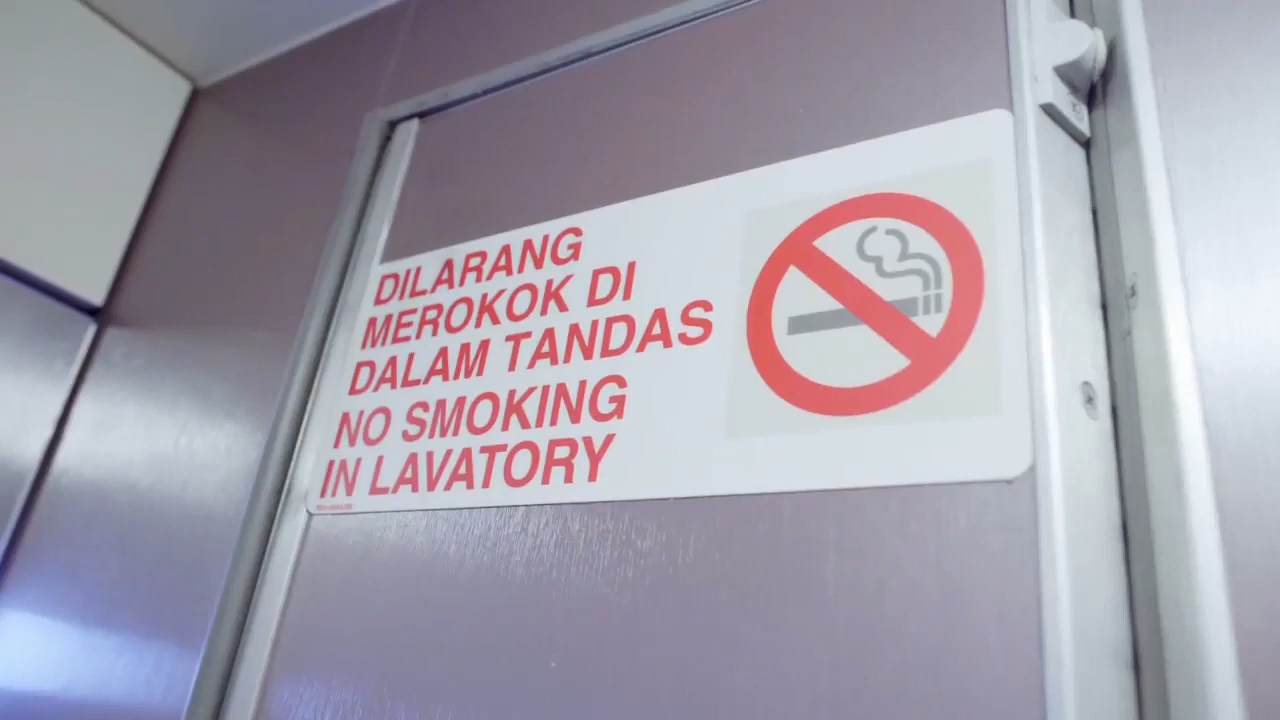 DILARANG
MEROKOK DI
DALAM TANDAS
NO SMOKING
IN LAVATORY